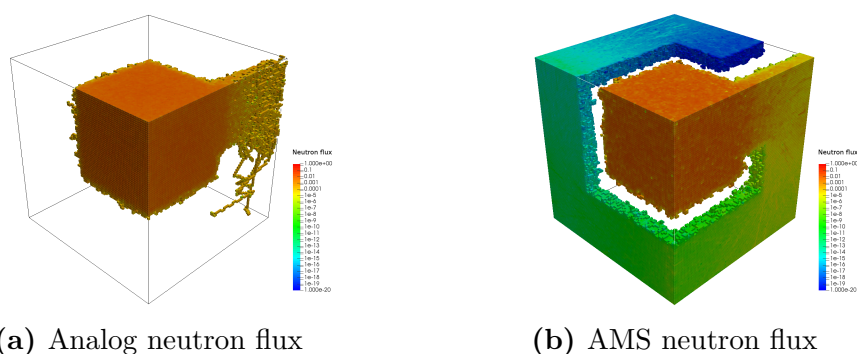 Neutron flux
1.000e+00
0.1
0.01
0.001
0.0001
1e-5
1e-6
1e-7
1e-8
1e-9
1e-10
1e-11
1e-12
1e-13
1e-14
1e-15
1e-16
1e-17
1e-18
1e-19
1.000e-20
(a) Analog neutron flux
Neutron flux
1.000e+00
0.1
0.01
0.001
0.0001
1e-5
1e-6
1e-7
1e-8
1e-9
1e-10
1e-11
1e-12
1e-13
1e-14
1e-15
1e-16
1e-17
1e-18
1e-19
1.000e-20
(b) AMS neutron flux